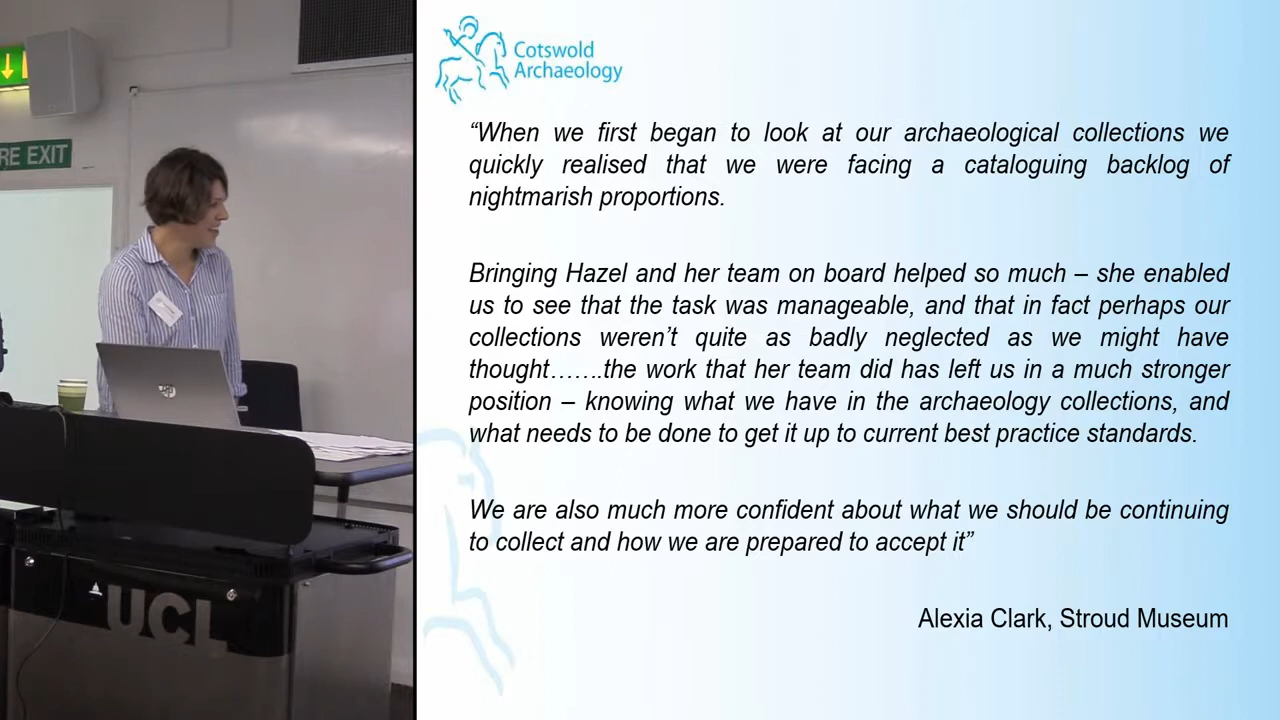 RE EXIT
UCL
Cotswold
Archaeology
“When we first began to look at our archaeological collections we
quickly realised that we were facing a cataloguing backlog of
nightmarish proportions.
Bringing Hazel and her team on board helped so much – she enabled
us to see that the task was manageable, and that in fact perhaps our
collections weren’t quite as badly neglected as we might have
thought…….the work that her team did has left us in a much stronger
position – knowing what we have in the archaeology collections, and
what needs to be done to get it up to current best practice standards.
We are also much more confident about what we should be continuing
to collect and how we are prepared to accept it”
Alexia Clark, Stroud Museum